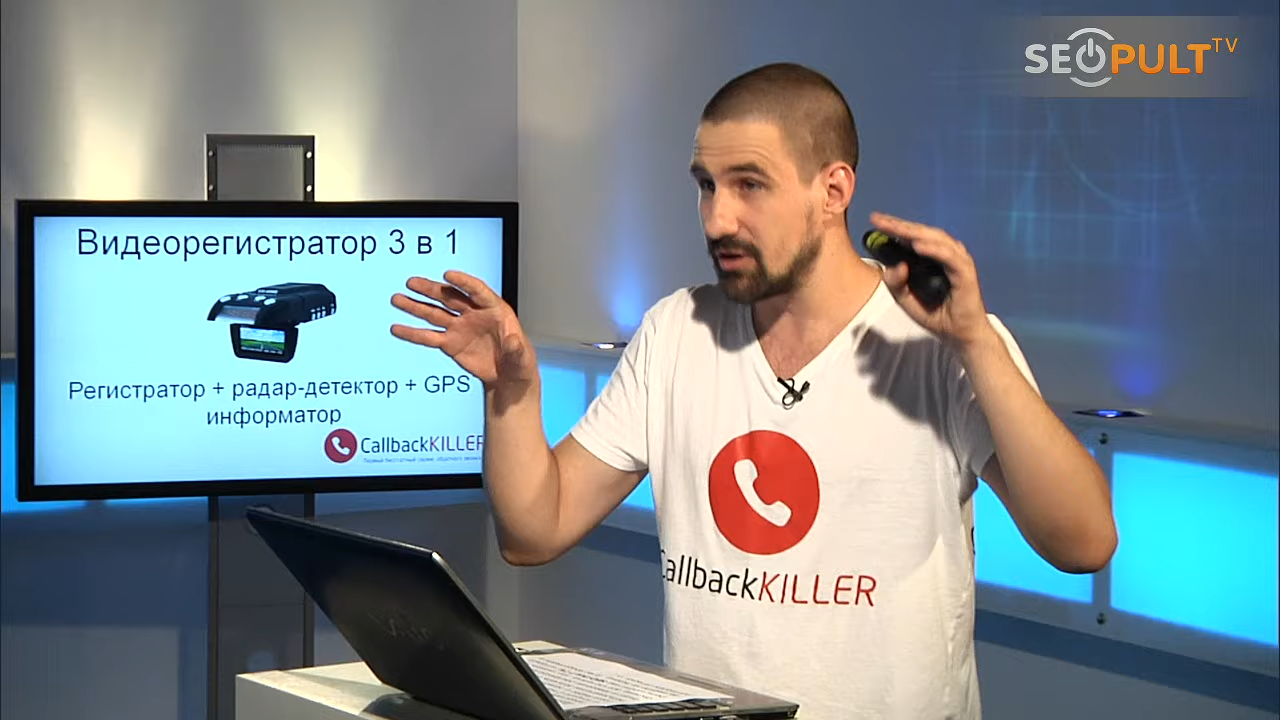 SEOPULT TV
Видеорегистратор 3 в 1
Регистратор + радар-детектор + GPS
информатор
CallbackKILLER
CallbackKILLER